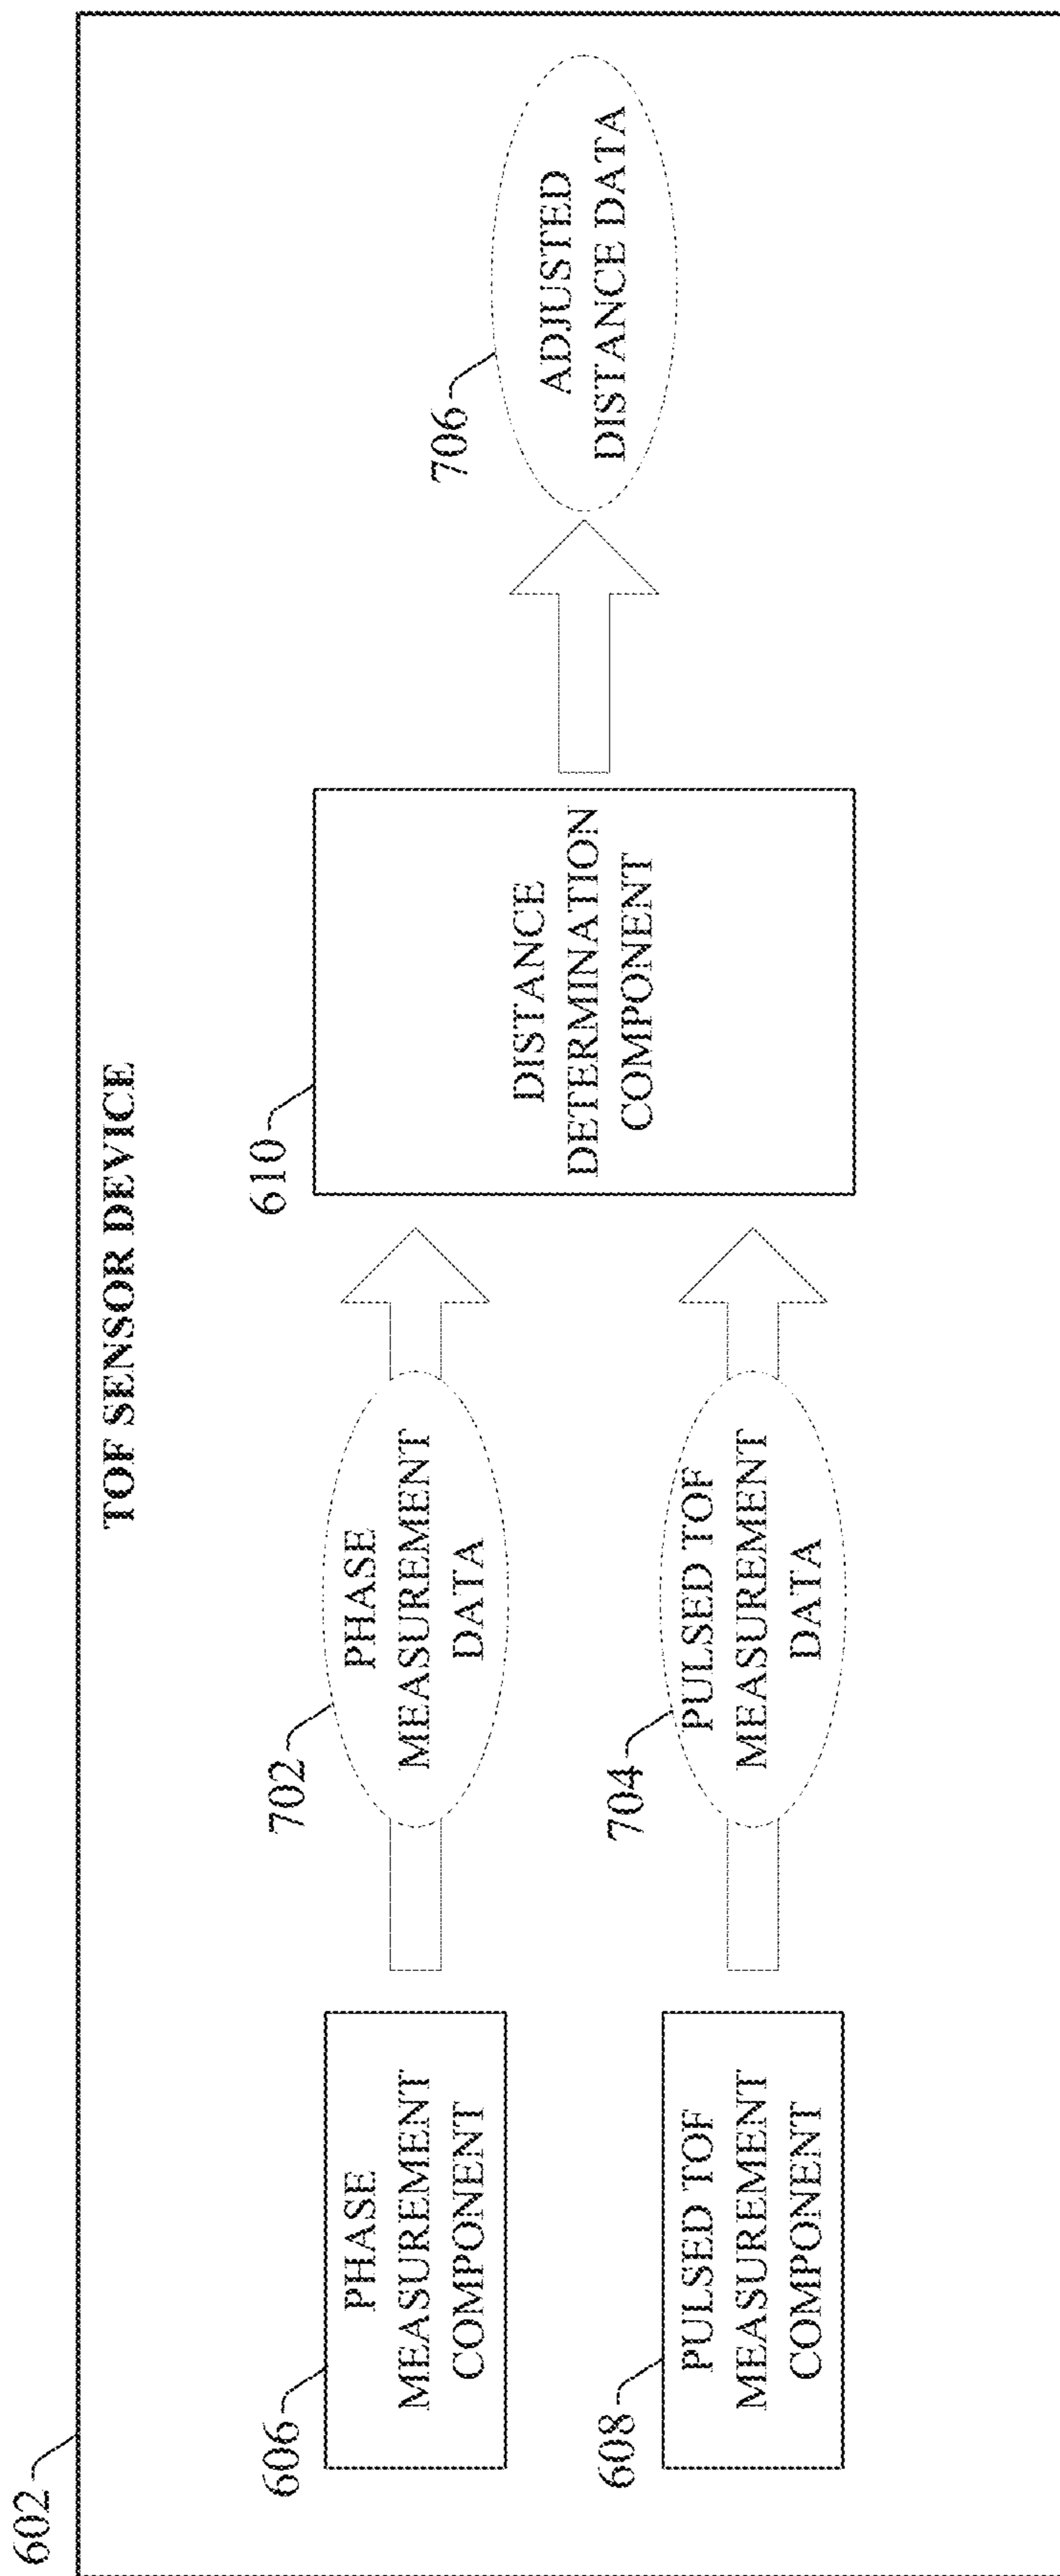 602
TOF SENSOR DEVICE
606
PHASE
MEASUREMENT
COMPONENT
702
PHASE
MEASUREMENT
DATA
608
PULSED TOF
MEASUREMENT
COMPONENT
704
PULSED TOF
MEASUREMENT
DATA
610
DISTANCE
DETERMINATION
COMPONENT
706
ADJUSTED
DISTANCE DATA